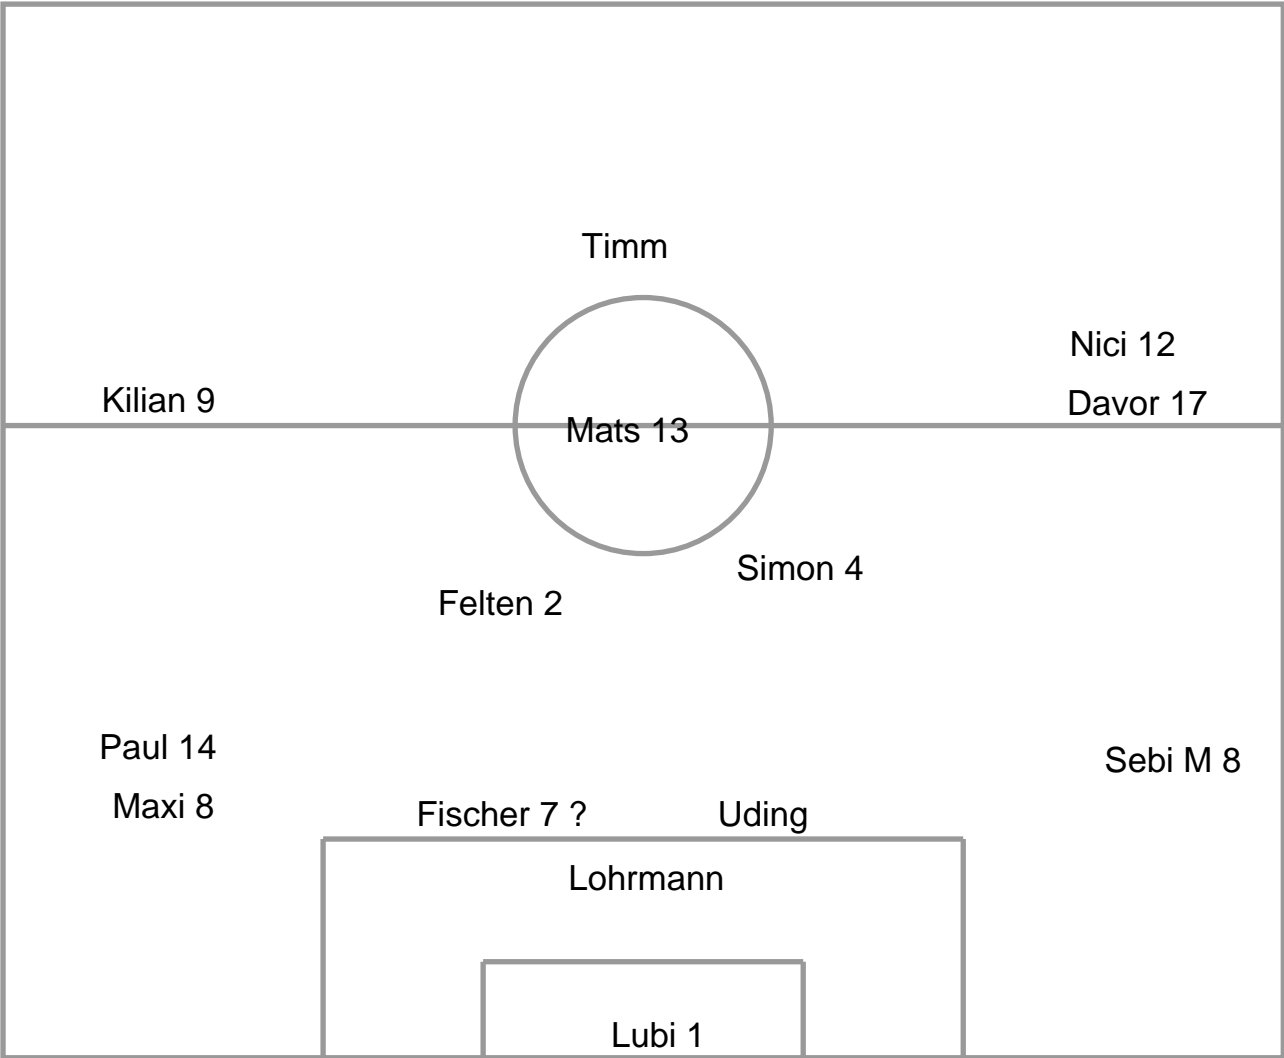 Timm
Nici 12
Kilian 9
Davor 17
Mats 13
Simon 4
Felten 2
Paul 14
Sebi M 8
Maxi 8
Fischer 7 ?
Uding
Lohrmann
Lubi 1